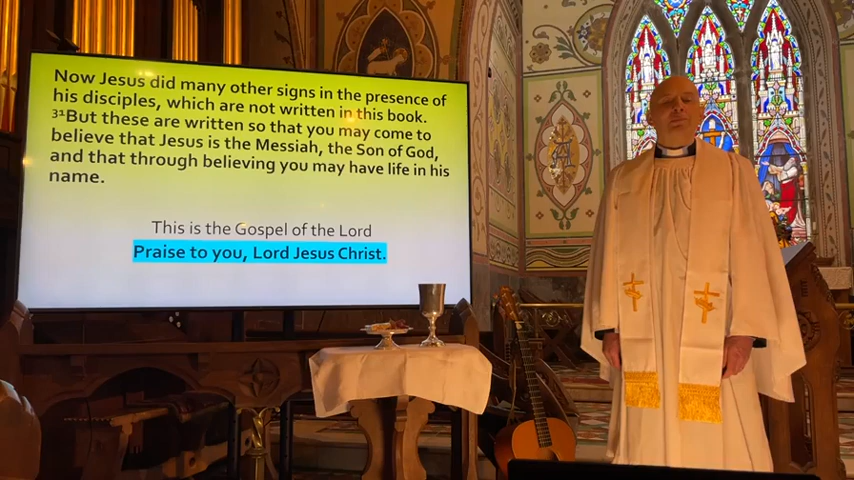 Now Jesus did many other signs in the presence of
his disciples, which are not written in this book.
³¹But these are written so that you may come to
believe that Jesus is the Messiah, the Son of God,
and that through believing you may have life in his
name.
This is the Gospel of the Lord
Praise to you, Lord Jesus Christ.